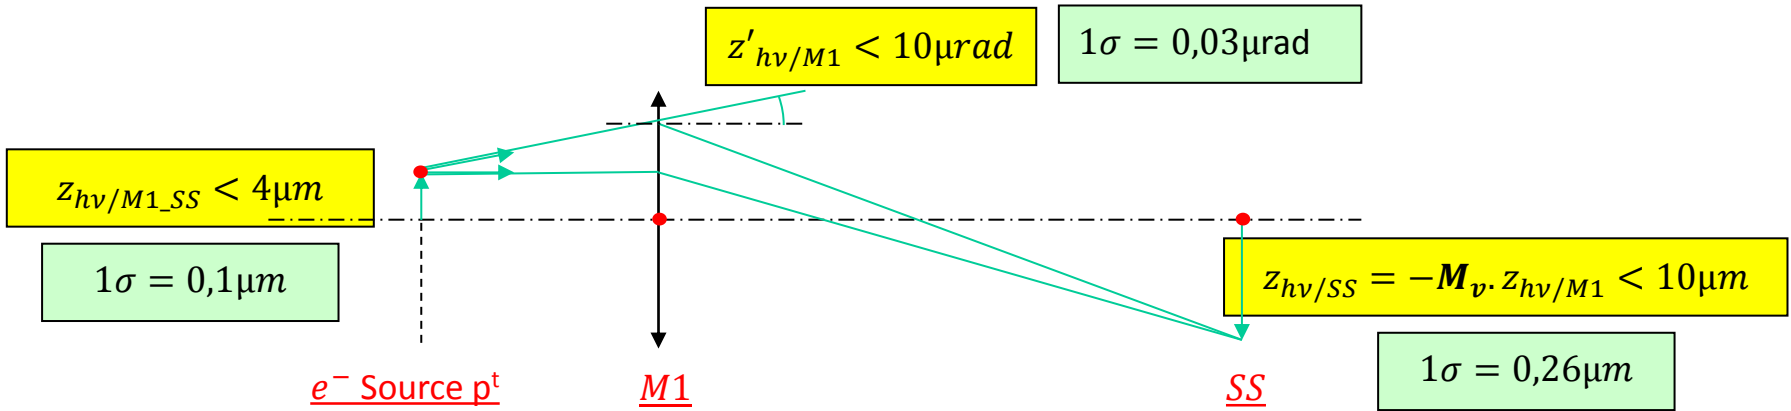 z'hν/M1 < 10μrad
1σ = 0,03μrad
zhν/M1_SS < 4μm
1σ = 0,1μm
zhν/SS = −Mv. zhν/M1 < 10μm
1σ = 0,26μm
e⁻ Source pᵗ
M1
SS